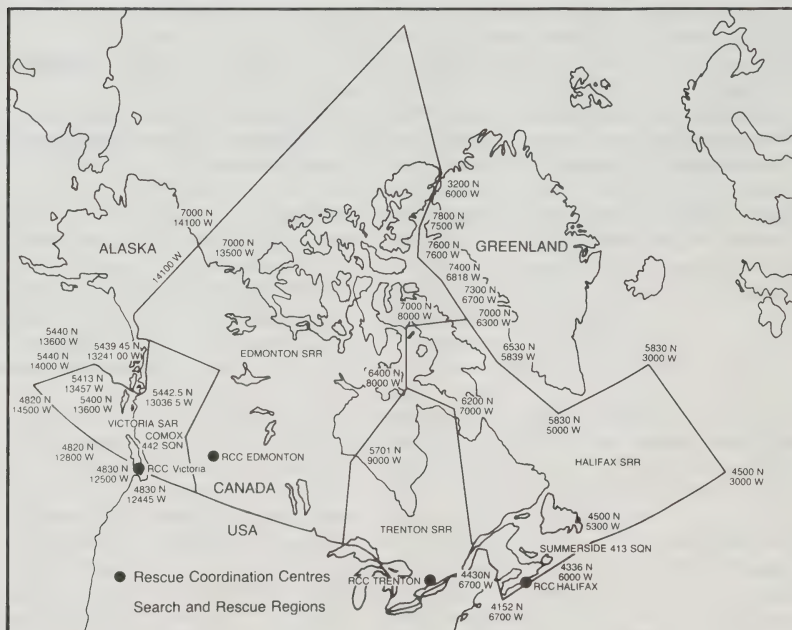 3200 N
6000 W
7800 N
7500 W
7000 N
14100 W
ALASKA
7000 N
13500 W
7600 N
7600 W
GREENLAND
14100 W
7400 N
6818 W
7300 N
6700 W
7000 N
8000 W
7000 N
6300 W
5440 N
13600 W
5439 45 N
13241 00 W
6530 N
5839 W
EDMONTON SRR
5440 N
14000 W
5830 N
3000 W
6400 N
8000 W
5413 N
13457 W
5442.5 N
13036 5 W
4820 N
14500 W
5400 N
13600 W
6200 N
7000 W
5830 N
5000 W
VICTORIA SAR
COMOX
442 SQN
4820 N
12800 W
5701 N
9000 W
HALIFAX SRR
RCC EDMONTON
4830 N
12500 W
RCC Victoria
4500 N
3000 W
CANADA
4830 N
12445 W
4500 N
5300 W
USA
TRENTON SRR
SUMMERSIDE 413 SQN
4336 N
6000 W
Rescue Coordination Centres
RCC TRENTON
4430N
6700 W
RCC HALIFAX
Search and Rescue Regions
4152 N
6700 W